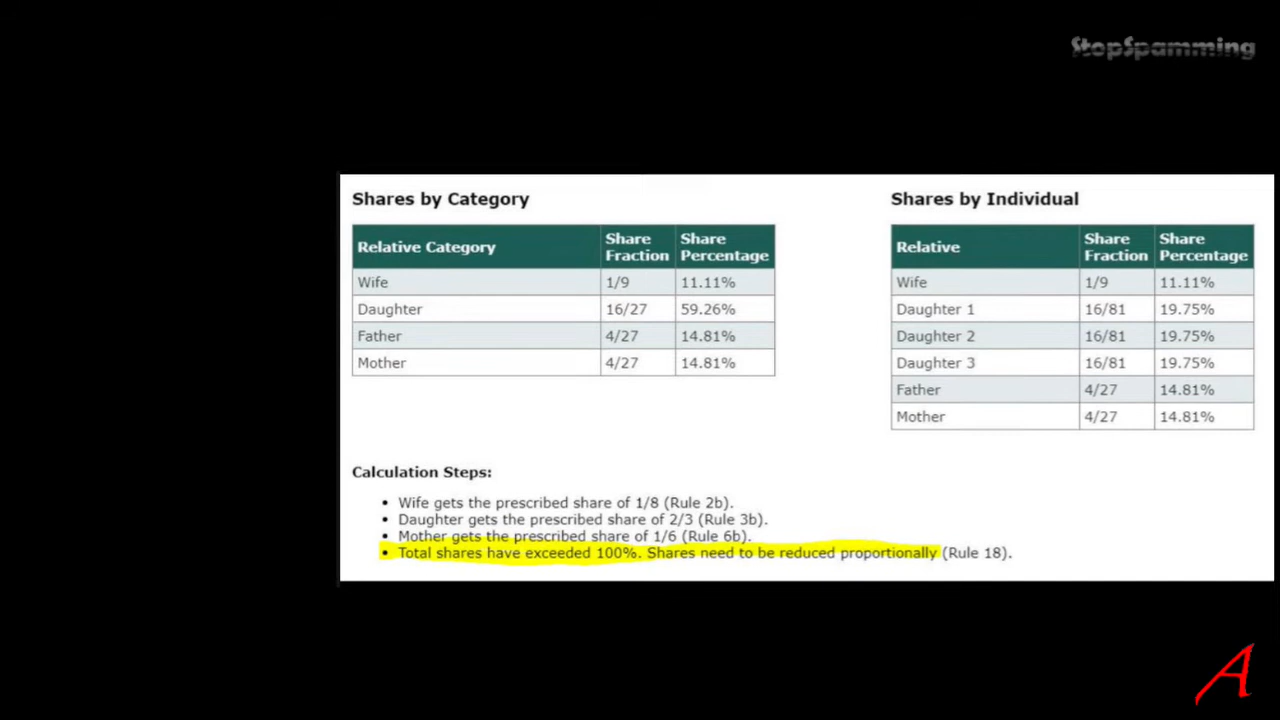 StopSpamming
Shares by Category
Relative Category Share Fraction Share Percentage
Wife 1/9 11.11%
Daughter 16/27 59.26%
Father 4/27 14.81%
Mother 4/27 14.81%
Shares by Individual
Relative Share Fraction Share Percentage
Wife 1/9 11.11%
Daughter 1 16/81 19.75%
Daughter 2 16/81 19.75%
Daughter 3 16/81 19.75%
Father 4/27 14.81%
Mother 4/27 14.81%
Calculation Steps:
• Wife gets the prescribed share of 1/8 (Rule 2b).
• Daughter gets the prescribed share of 2/3 (Rule 3b).
• Mother gets the prescribed share of 1/6 (Rule 6b).
• Total shares have exceeded 100%. Shares need to be reduced proportionally (Rule 18).
A